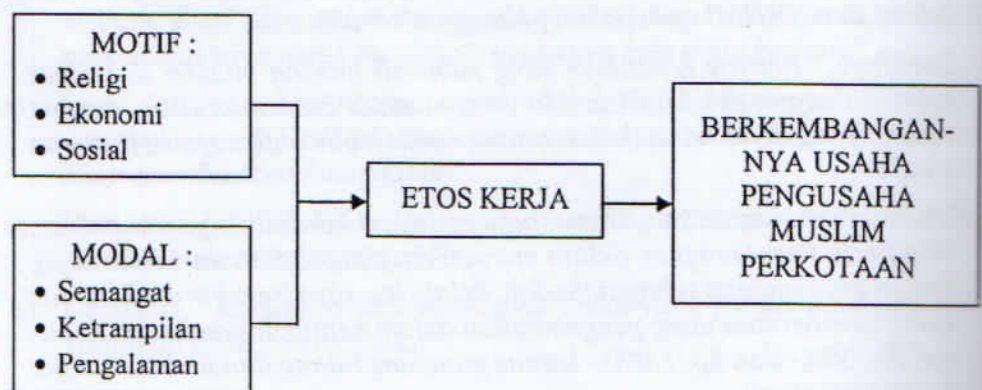 MOTIF :
• Religi
• Ekonomi
• Sosial
MODAL :
• Semangat
• Ketrampilan
• Pengalaman
ETOS KERJA
BERKEMBANGAN-
NYA USAHA
PENGUSAHA
MUSLIM
PERKOTAAN